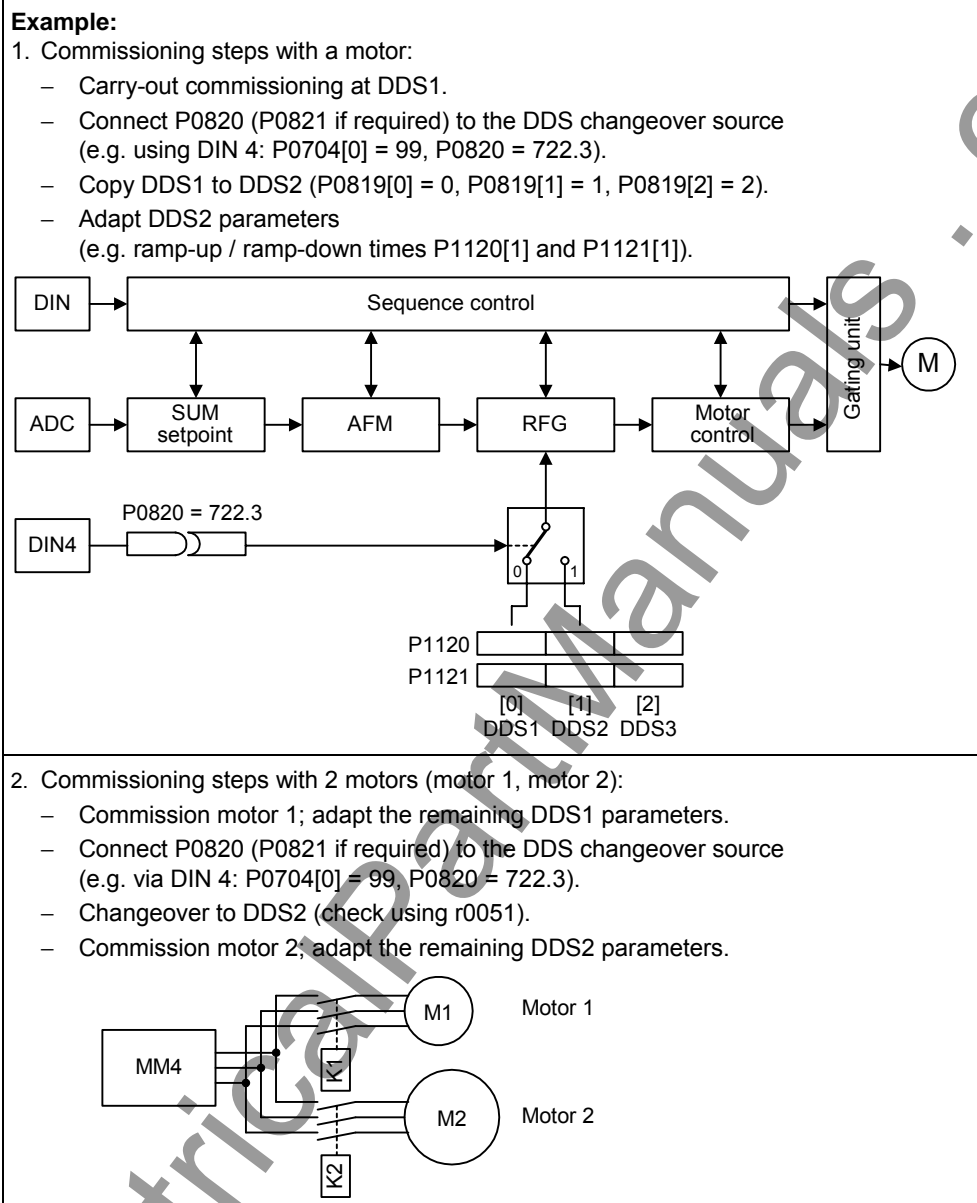 Example:
1. Commissioning steps with a motor:
– Carry-out commissioning at DDS1.
– Connect P0820 (P0821 if required) to the DDS changeover source
(e.g. using DIN 4: P0704[0] = 99, P0820 = 722.3).
– Copy DDS1 to DDS2 (P0819[0] = 0, P0819[1] = 1, P0819[2] = 2).
– Adapt DDS2 parameters
(e.g. ramp-up / ramp-down times P1120[1] and P1121[1]).
DIN
Sequence control
Gating unit
M
ADC
SUM
setpoint
AFM
RFG
Motor
control
P0820 = 722.3
DIN4
0
1
P1120
P1121
[0] [1] [2]
DDS1 DDS2 DDS3
2. Commissioning steps with 2 motors (motor 1, motor 2):
– Commission motor 1; adapt the remaining DDS1 parameters.
– Connect P0820 (P0821 if required) to the DDS changeover source
(e.g. via DIN 4: P0704[0] = 99, P0820 = 722.3).
– Changeover to DDS2 (check using r0051).
– Commission motor 2; adapt the remaining DDS2 parameters.
MM4
K1
M1
Motor 1
K2
M2
Motor 2
tricalPartManuals .